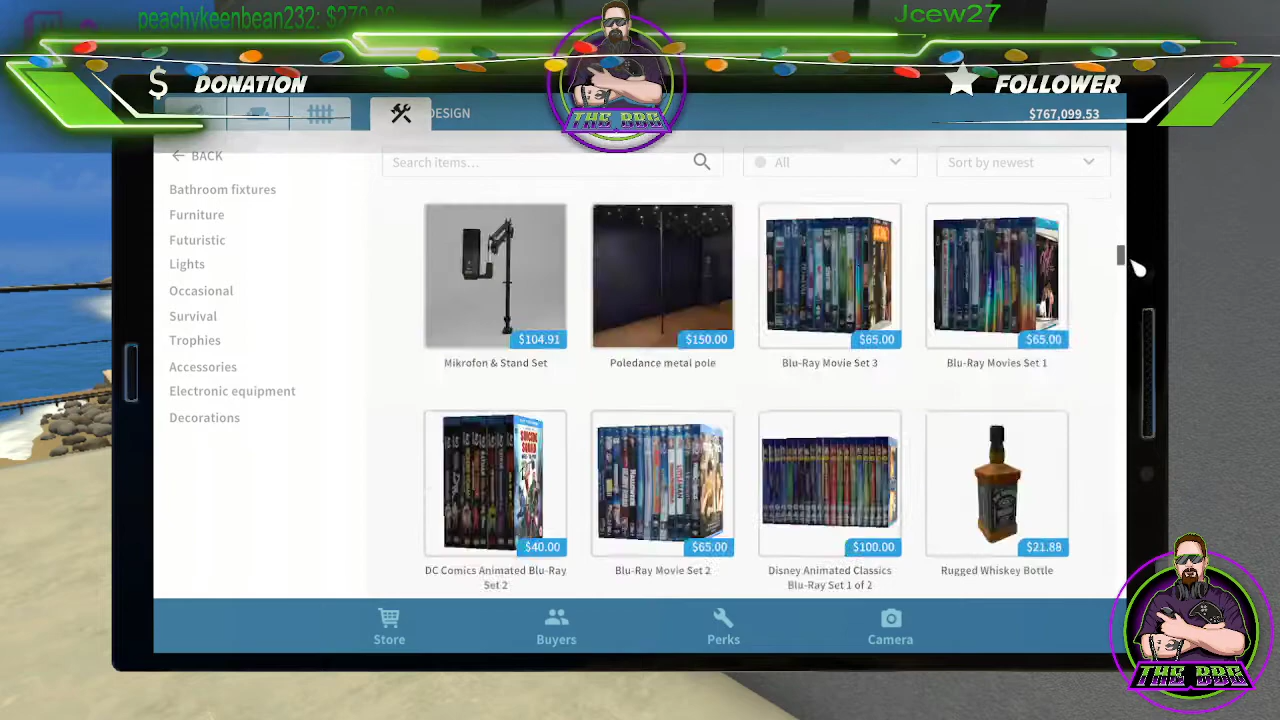 peachykeenbean232: $270.00
Jcew27
$ DONATION
FOLLOWER
THE BBG
DESIGN
$767,099.53
BACK
Search items...
All
Sort by newest
Bathroom fixtures
Furniture
Futuristic
Lights
Occasional
Survival
Trophies
Accessories
Electronic equipment
Decorations
$104.91
$150.00
$65.00
$65.00
Mikrofon & Stand Set
Poledance metal pole
Blu-Ray Movie Set 3
Blu-Ray Movies Set 1
SUICIDE SQUAD
$40.00
$65.00
$100.00
$21.88
DC Comics Animated Blu-Ray
Set 2
Blu-Ray Movie Set 2
Disney Animated Classics
Blu-Ray Set 1 of 2
Rugged Whiskey Bottle
Store
Buyers
Perks
Camera
THE BBG